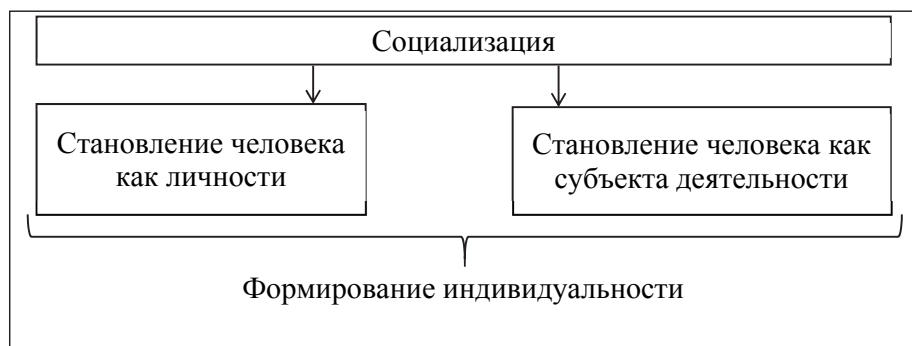 Социализация
Становление человека
как личности
Становление человека как
субъекта деятельности
Формирование индивидуальности